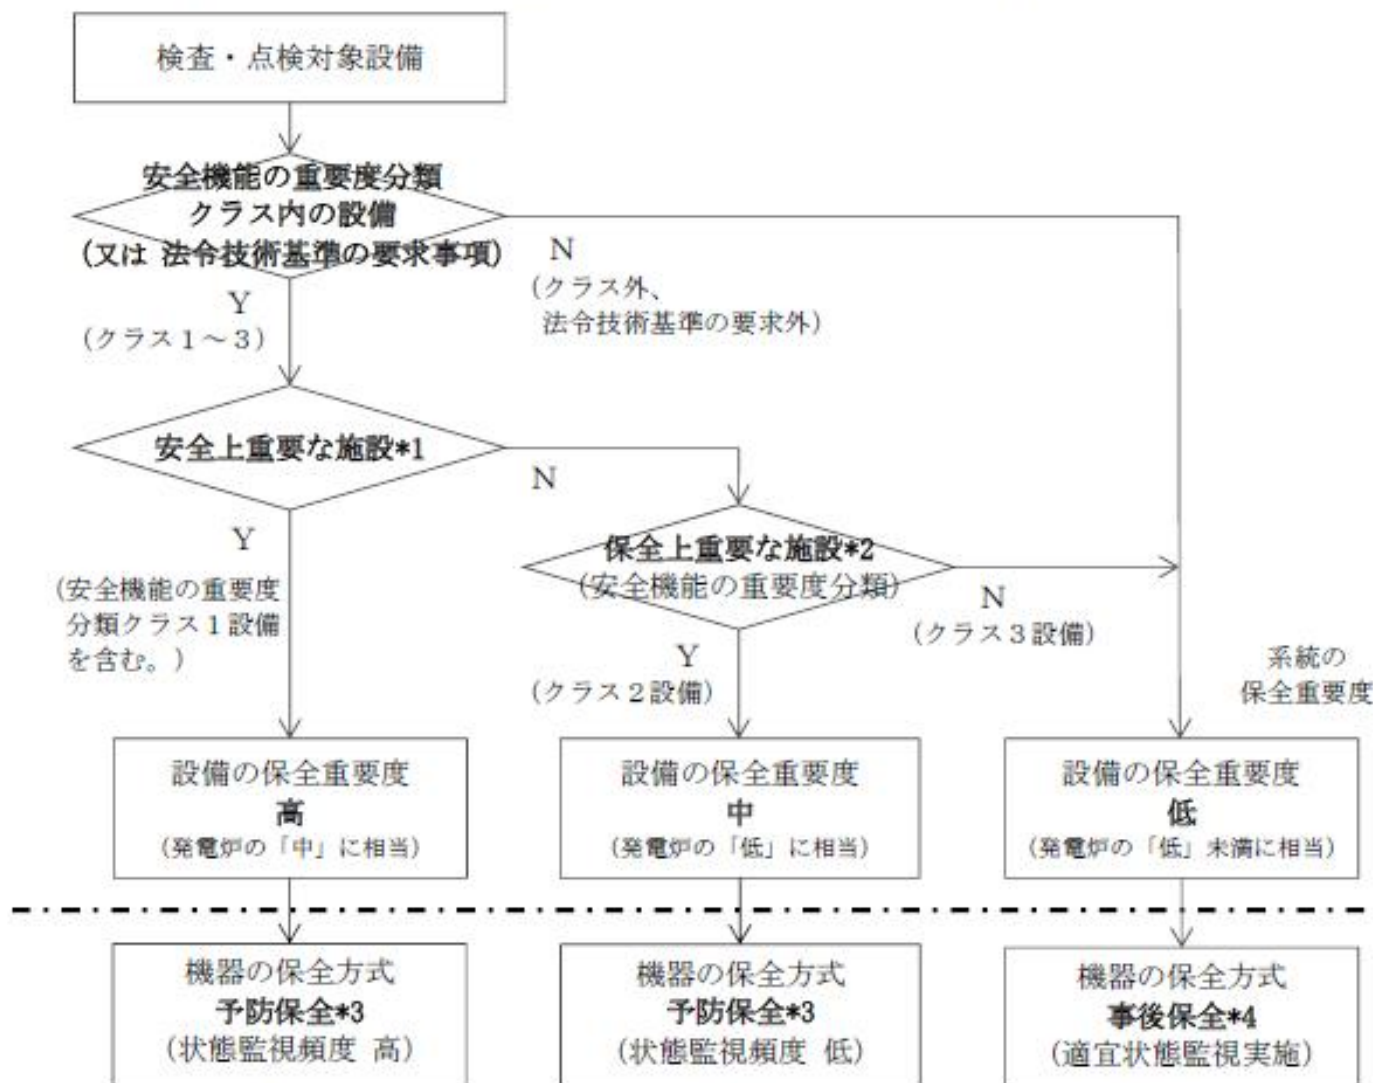 検査・点検対象設備
安全機能の重要度分類
クラス内の設備
(又は 法令技術基準の要求事項)
N
(クラス外、
法令技術基準の要求外)
Y
(クラス1~3)
安全上重要な施設*1
N
Y
(安全機能の重要度
分類クラス1設備
を含む。)
保全上重要な施設*2
(安全機能の重要度分類)
N
(クラス3設備)
Y
(クラス2設備)
系統の
保全重要度
設備の保全重要度
高
(発電炉の「中」に相当)
設備の保全重要度
中
(発電炉の「低」に相当)
設備の保全重要度
低
(発電炉の「低」未満に相当)
機器の保全方式
予防保全*3
(状態監視頻度 高)
機器の保全方式
予防保全*3
(状態監視頻度 低)
機器の保全方式
事後保全*4
(適宜状態監視実施)